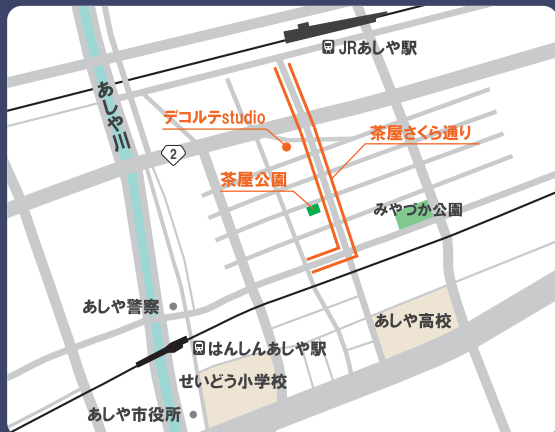 JRあしや駅
あしや川
デコルテstudio
茶屋さくら通り
2
茶屋公園
みやづか公園
あしや警察
あしや高校
はんしんあしや駅
せいどう小学校
あしや市役所